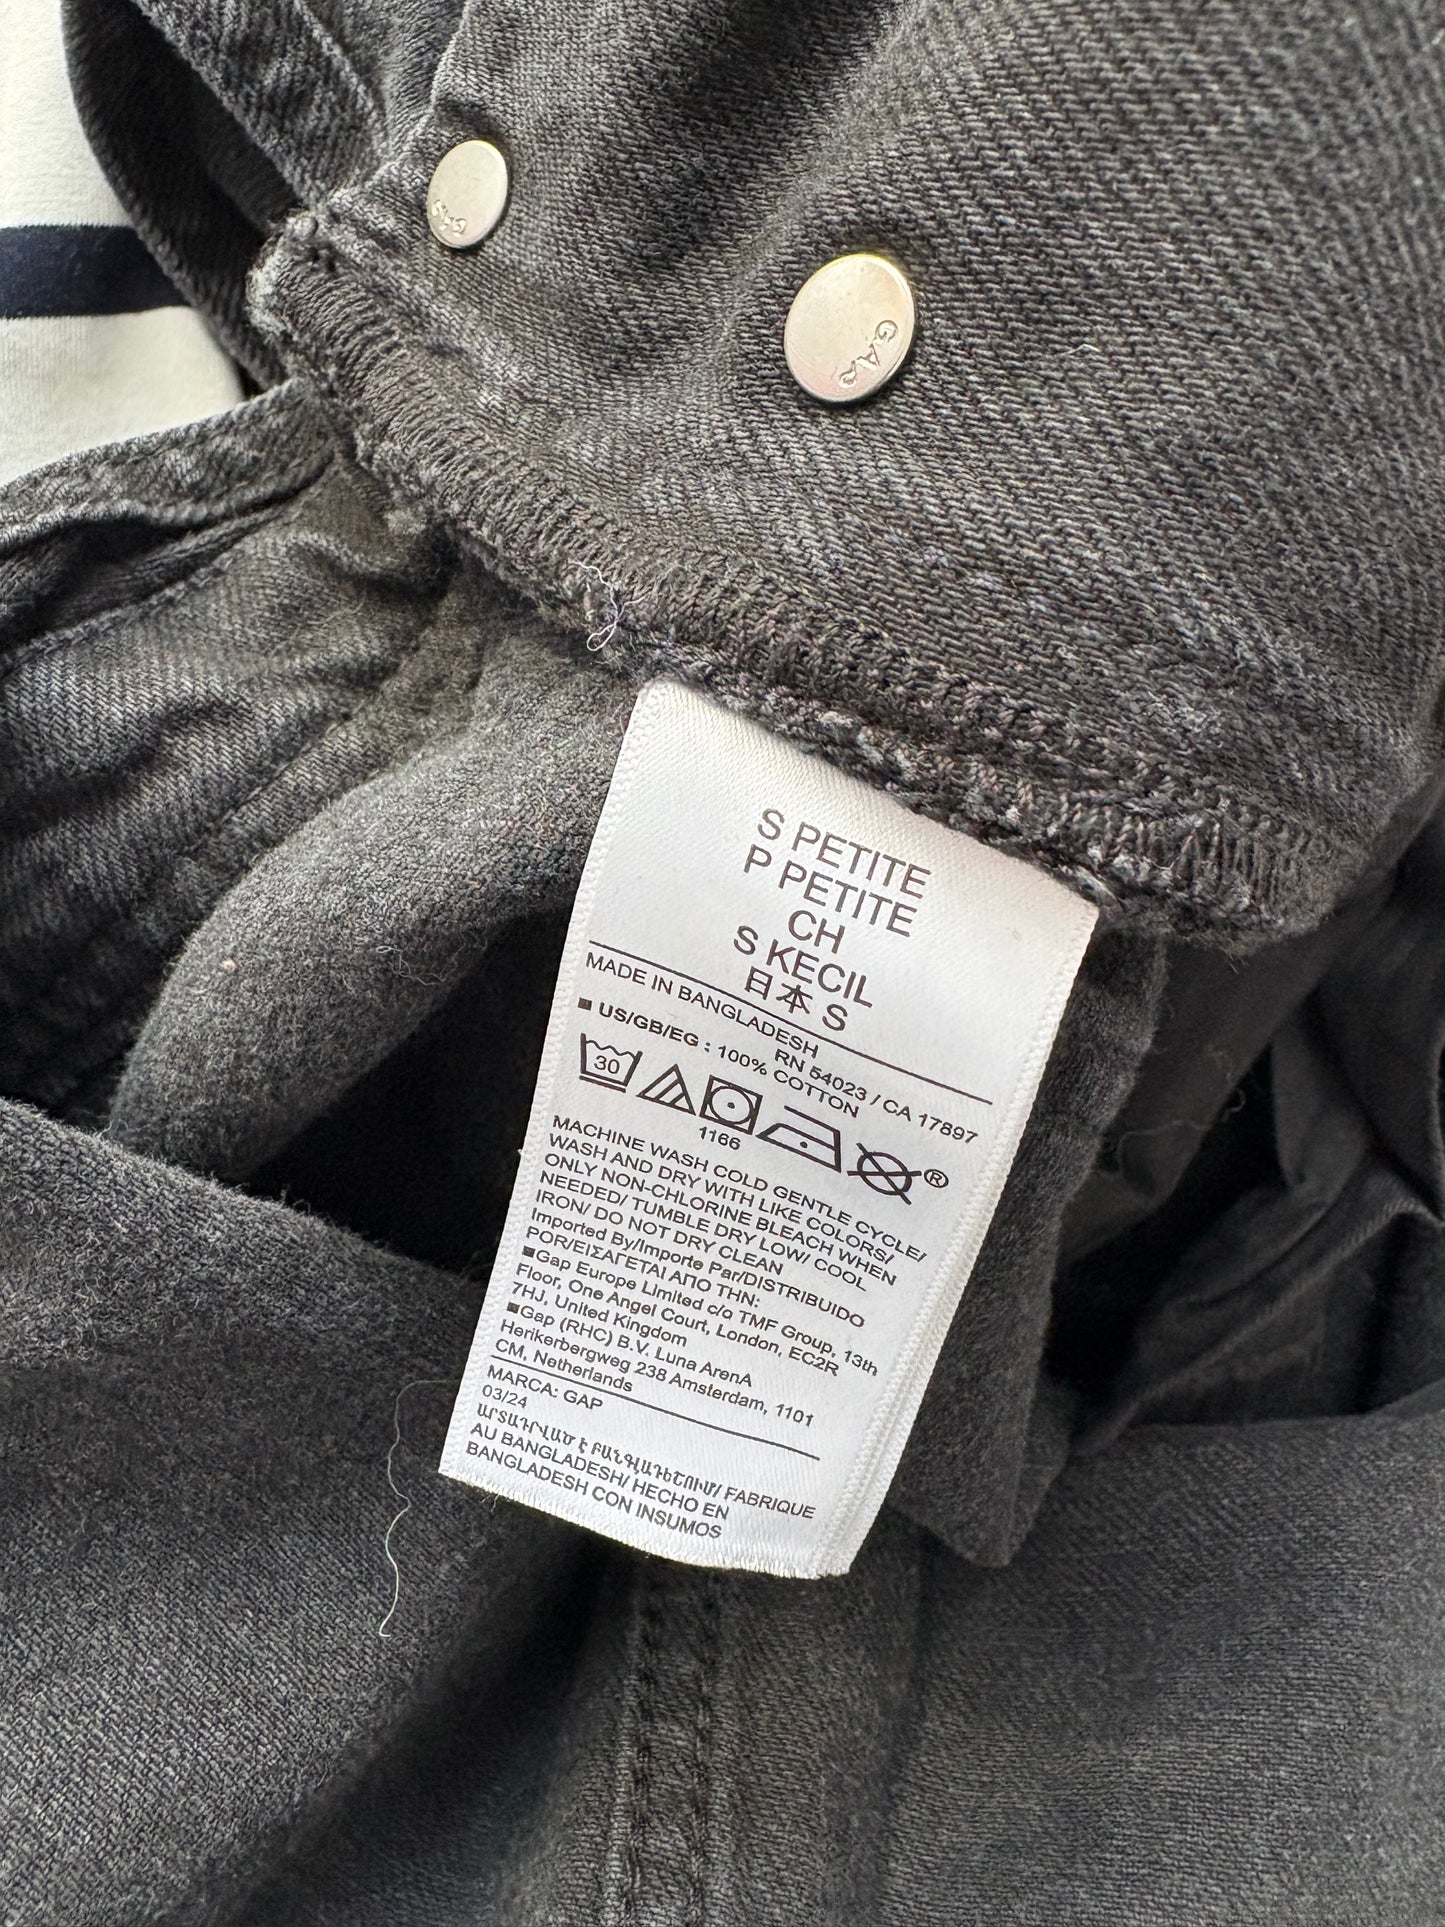 GAP
GAP
S PETITE
P PETITE
CH
S KECIL
日本 S
MADE IN BANGLADESH
RN 54023 / CA 17897
US/GB/EG : 100% COTTON
30
1166
®
MACHINE WASH COLD GENTLE CYCLE/
WASH AND DRY WITH LIKE COLORS/
ONLY NON-CHLORINE BLEACH WHEN
NEEDED/ TUMBLE DRY LOW/ COOL
IRON/ DO NOT DRY CLEAN
Imported By/Importe Par/DISTRIBUIDO
POR/ΕΙΣΑΓΕΤΑΙ ΑΠΟ ΤΗΝ:
■Gap Europe Limited c/o TMF Group, 13th
Floor, One Angel Court, London, EC2R
7HJ, United Kingdom
■Gap (RHC) B.V. Luna ArenA
Herikerbergweg 238 Amsterdam, 1101
CM, Netherlands
MARCA: GAP
03/24
ԱՐՏԱԴՐՎԱԾ Է ԲԱՆԳԼԱԴԵՇՈՒՄ/ FABRIQUE
AU BANGLADESH/ HECHO EN
BANGLADESH CON INSUMOS